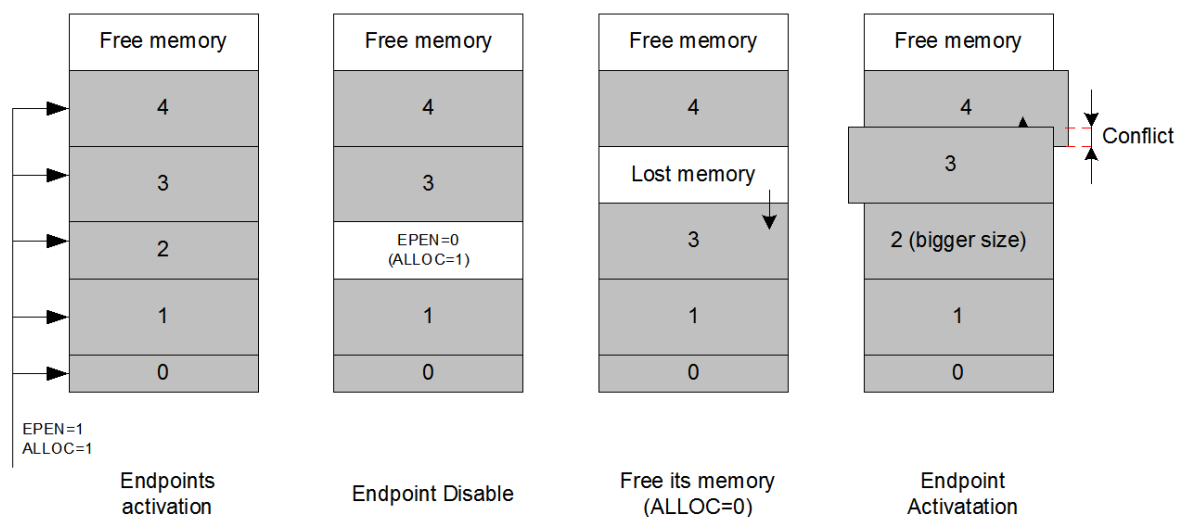 Free memory
4
3
2
1
0
EPEN=1
ALLOC=1
Endpoints
activation
Free memory
4
3
EPEN=0
(ALLOC=1)
1
0
Endpoint Disable
Free memory
4
Lost memory
3
1
0
Free its memory
(ALLOC=0)
Free memory
4
Conflict
3
2 (bigger size)
1
0
Endpoint
Activatation